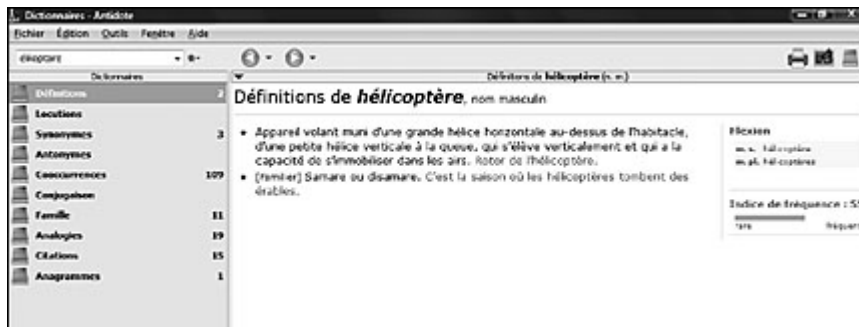 Dictionnaires - Antidote
Fichier Édition Outils Fenêtre Aide
Dictionnaires
Définitions de hélicoptère (n. m.)
Définitions 2
Locutions
Synonymes 3
Antonymes
Cooccurrences 109
Conjugaison
Famille 11
Analogies 19
Citations 15
Anagrammes 1
Définitions de hélicoptère, nom masculin
• Appareil volant muni d'une grande hélice horizontale au-dessus de l'habitacle,
d'une petite hélice verticale à la queue, qui s'élève verticalement et qui a la
capacité de s'immobiliser dans les airs. Rotor de l'hélicoptère.
• [familier] Samare ou disamare. C'est la saison où les hélicoptères tombent des
érables.
Flexion
m. s. hélicoptère
m. pl. hélicoptères
Indice de fréquence :
rare